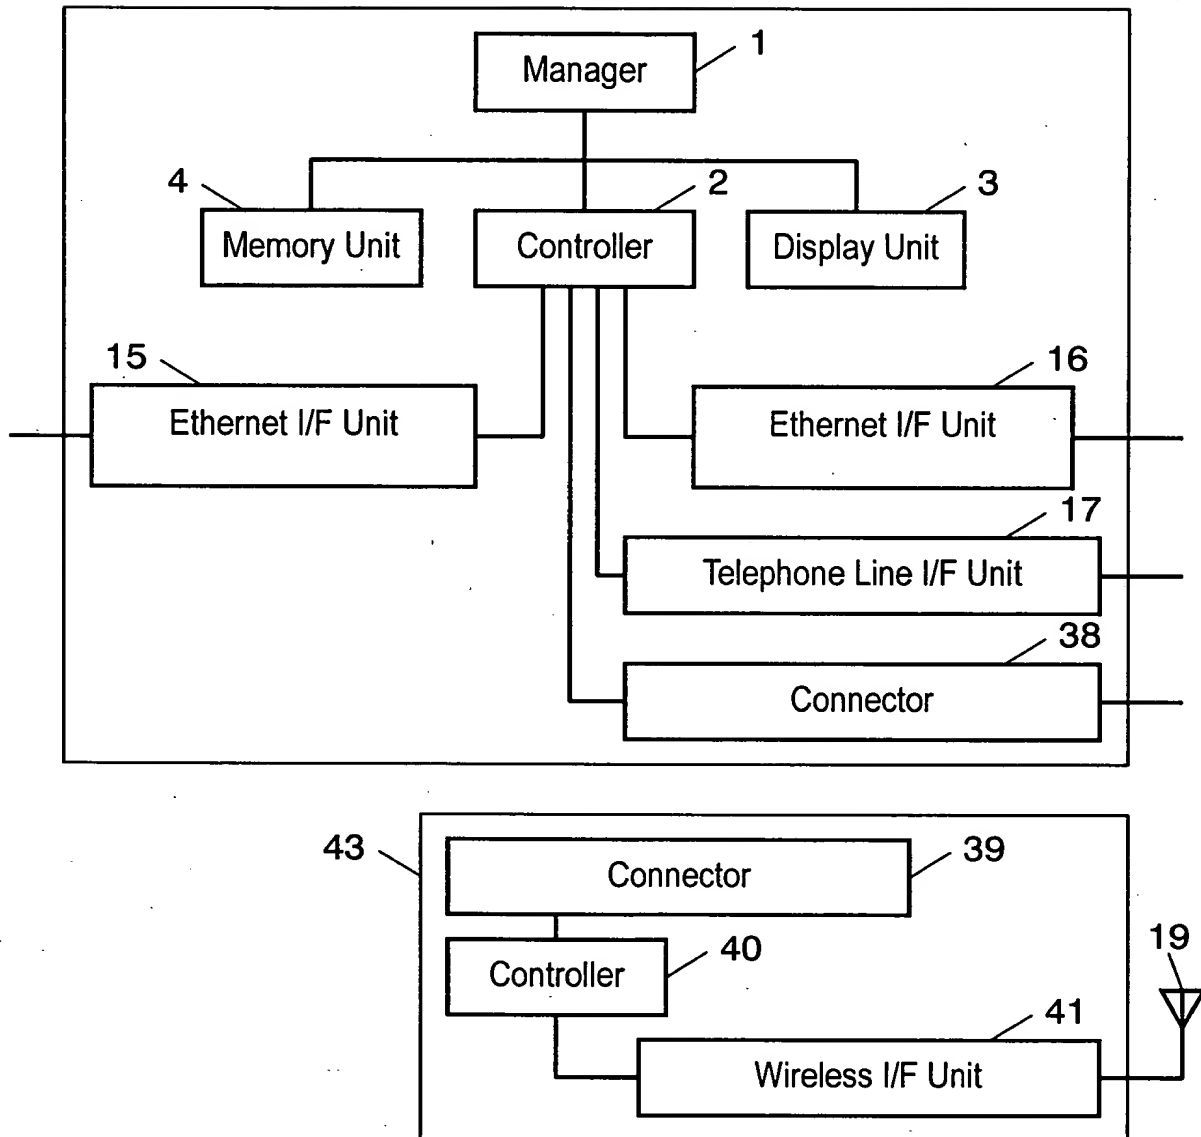 1
Manager
4
2
3
Memory Unit
Controller
Display Unit
15
16
Ethernet I/F Unit
Ethernet I/F Unit
17
Telephone Line I/F Unit
38
Connector
43
39
Connector
40
19
Controller
41
Wireless I/F Unit